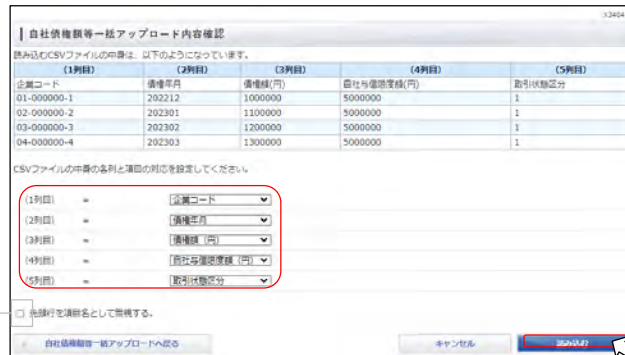 X2404
自社債権額等一括アップロード内容確認
読み込むCSVファイルの中身は、以下のようになっています。
(1列目) (2列目) (3列目) (4列目) (5列目)
企業コード 債権年月 債権額(円) 自社与信限度額(円) 取引状態区分
01-000000-1 202212 1000000 5000000 1
02-000000-2 202301 1100000 5000000 1
03-000000-3 202302 1200000 5000000 1
04-000000-4 202303 1300000 5000000 1
CSVファイルの中身の各列と項目の対応を設定してください。
(1列目) = 企業コード
(2列目) = 債権年月
(3列目) = 債権額 (円)
(4列目) = 自社与信限度額 (円)
(5列目) = 取引状態区分
先頭行を項目名として無視する。
自社債権額等一括アップロードへ戻る キャンセル 読み込む